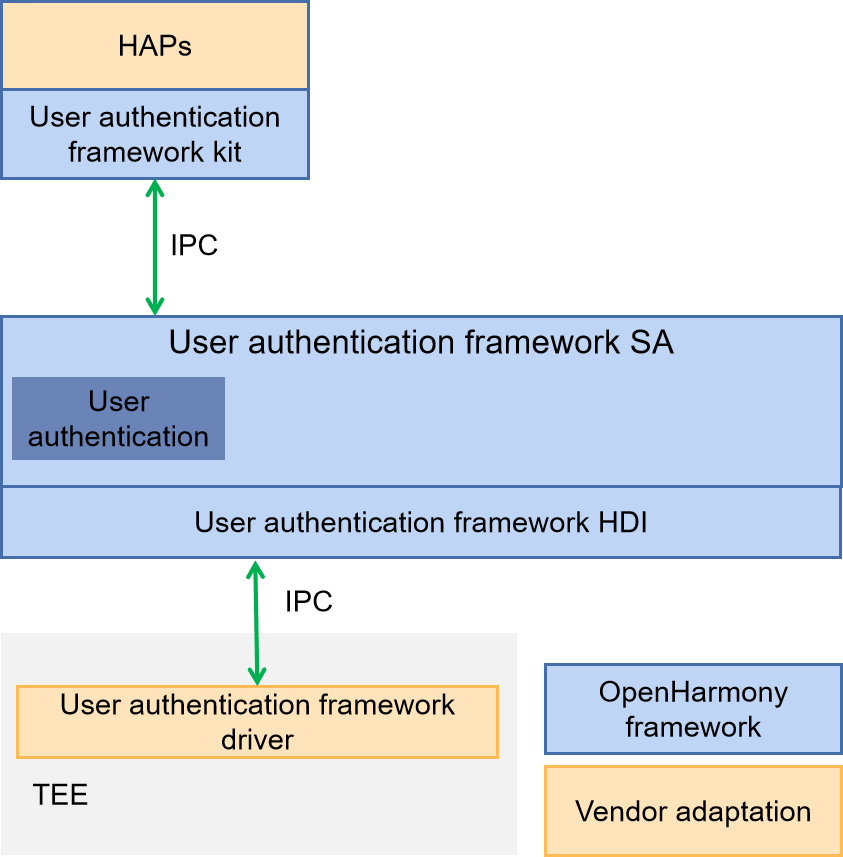 HAPs
User authentication
framework kit
IPC
User authentication framework SA
User
authentication
User authentication framework HDI
IPC
User authentication framework
driver
TEE
OpenHarmony
framework
Vendor adaptation